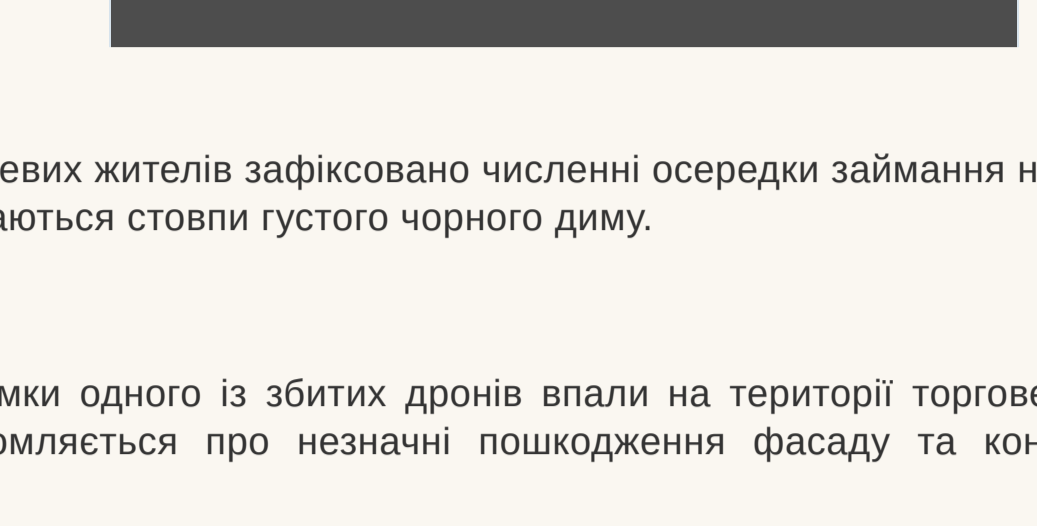 евих жителів зафіксовано численні осередки займання н
аються стовпи густого чорного диму.
мки одного із збитих дронів впали на території торгове
омляється про незначні пошкодження фасаду та кон